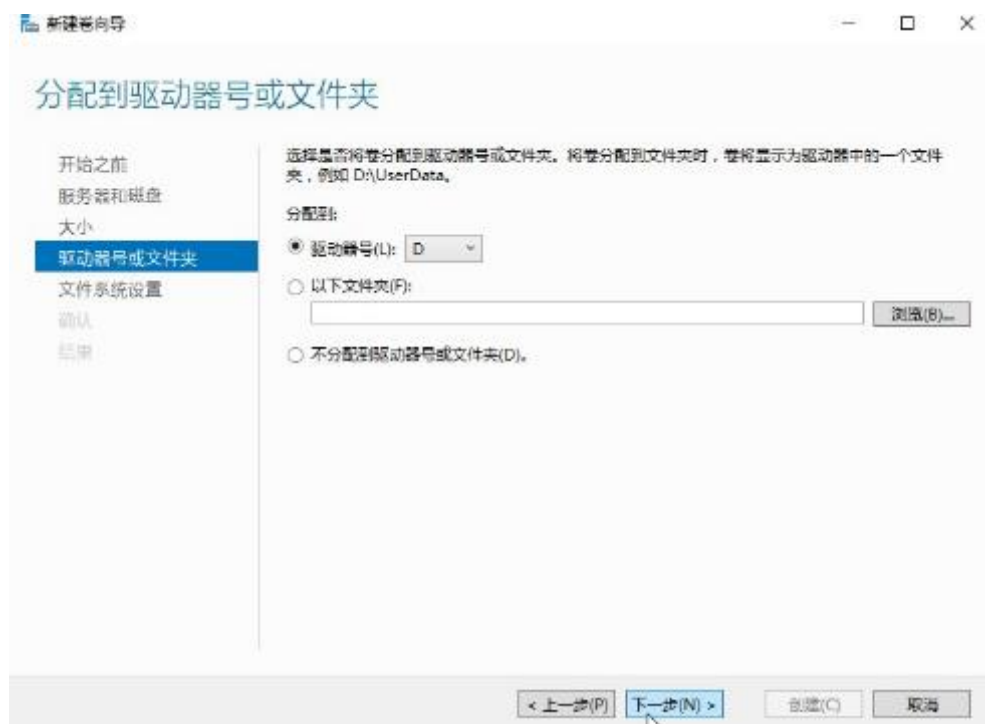 新建卷向导
分配到驱动器号或文件夹
开始之前
服务器和磁盘
大小
驱动器号或文件夹
文件系统设置
确认
结果
选择是否将卷分配到驱动器号或文件夹。将卷分配到文件夹时，卷将显示为驱动器中的一个文件
夹，例如 D:\UserData。
分配到:
驱动器号(L): D
以下文件夹(F):
浏览(B)...
不分配到驱动器号或文件夹(D)。
< 上一步(P) 下一步(N) > 创建(C) 取消